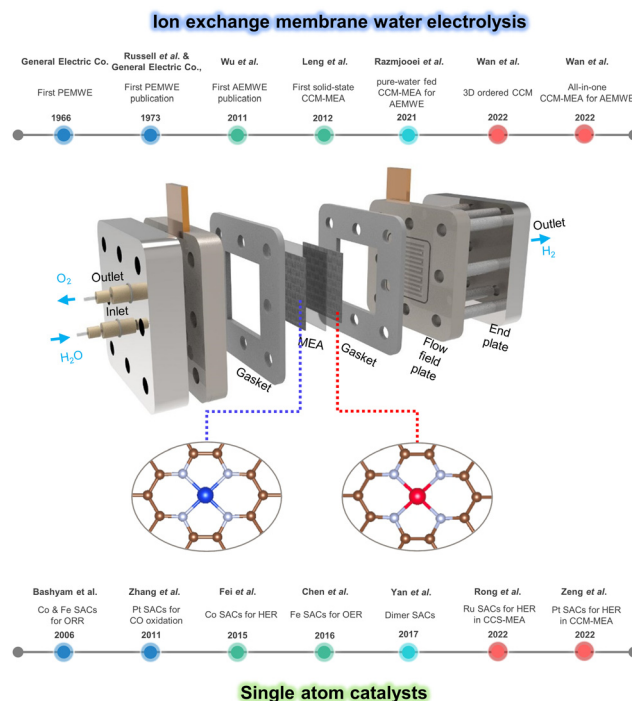 Ion exchange membrane water electrolysis
General Electric Co.
First PEMWE
1966
Russell et al. &
General Electric Co.,
First PEMWE
publication
1973
Wu et al.
First AEMWE
publication
2011
Leng et al.
First solid-state
CCM-MEA
2012
Razmjooei et al.
pure-water fed
CCM-MEA for
AEMWE
2021
Wan et al.
3D ordered CCM
2022
Wan et al.
All-in-one
CCM-MEA for AEMWE
2022
O2
Outlet
Inlet
H2O
Gasket
MEA
Gasket
Flow
field
plate
End
plate
Outlet
H2
Bashyam et al.
Co & Fe SACs
for ORR
2006
Zhang et al.
Pt SACs for
CO oxidation
2011
Fei et al.
Co SACs for HER
2015
Chen et al.
Fe SACs for OER
2016
Yan et al.
Dimer SACs
2017
Rong et al.
Ru SACs for HER
in CCS-MEA
2022
Zeng et al.
Pt SACs for HER
in CCM-MEA
2022
Single atom catalysts